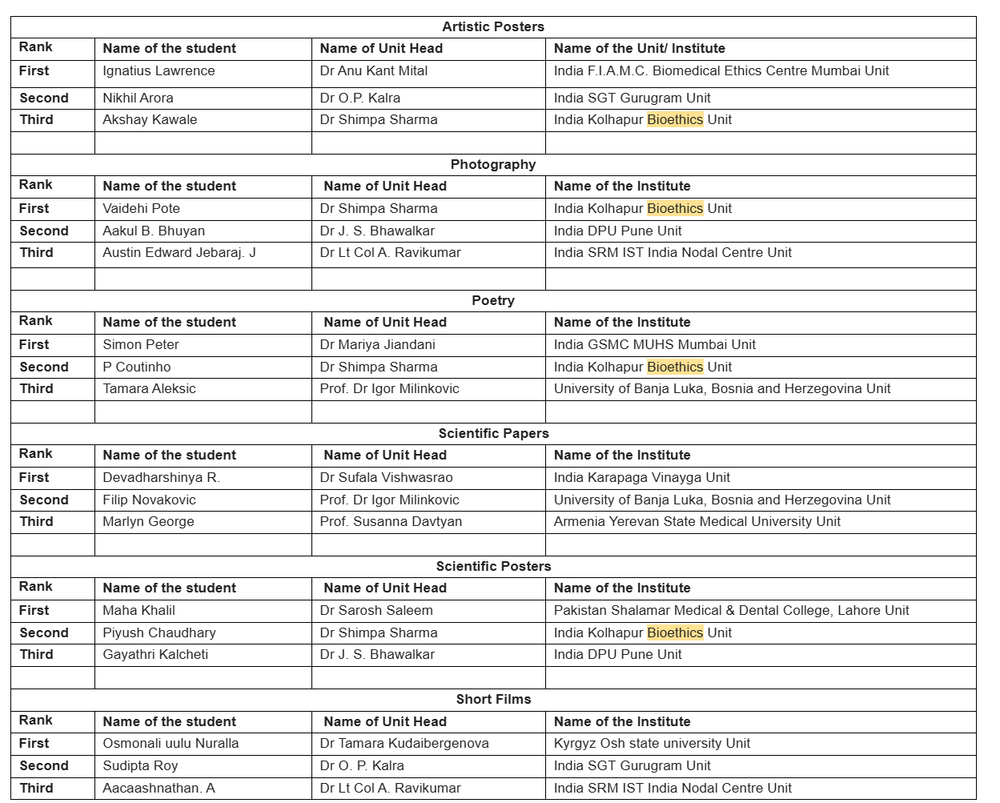 Artistic Posters
Rank Name of the student Name of Unit Head Name of the Unit/ Institute
First Ignatius Lawrence Dr Anu Kant Mital India F.I.A.M.C. Biomedical Ethics Centre Mumbai Unit
Second Nikhil Arora Dr O.P. Kalra India SGT Gurugram Unit
Third Akshay Kawale Dr Shimpa Sharma India Kolhapur Bioethics Unit
Photography
Rank Name of the student Name of Unit Head Name of the Institute
First Vaidehi Pote Dr Shimpa Sharma India Kolhapur Bioethics Unit
Second Aakul B. Bhuyan Dr J. S. Bhawalkar India DPU Pune Unit
Third Austin Edward Jebaraj. J Dr Lt Col A. Ravikumar India SRM IST India Nodal Centre Unit
Poetry
Rank Name of the student Name of Unit Head Name of the Institute
First Simon Peter Dr Mariya Jiandani India GSMC MUHS Mumbai Unit
Second P Coutinho Dr Shimpa Sharma India Kolhapur Bioethics Unit
Third Tamara Aleksic Prof. Dr Igor Milinkovic University of Banja Luka, Bosnia and Herzegovina Unit
Scientific Papers
Rank Name of the student Name of Unit Head Name of the Institute
First Devadharshinya R. Dr Sufala Vishwasrao India Karapaga Vinayga Unit
Second Filip Novakovic Prof. Dr Igor Milinkovic University of Banja Luka, Bosnia and Herzegovina Unit
Third Marlyn George Prof. Susanna Davtyan Armenia Yerevan State Medical University Unit
Scientific Posters
Rank Name of the student Name of Unit Head Name of the Institute
First Maha Khalil Dr Sarosh Saleem Pakistan Shalamar Medical & Dental College, Lahore Unit
Second Piyush Chaudhary Dr Shimpa Sharma India Kolhapur Bioethics Unit
Third Gayathri Kalcheti Dr J. S. Bhawalkar India DPU Pune Unit
Short Films
Rank Name of the student Name of Unit Head Name of the Institute
First Osmonali uulu Nuralla Dr Tamara Kudaibergenova Kyrgyz Osh state university Unit
Second Sudipta Roy Dr O. P. Kalra India SGT Gurugram Unit
Third Aacaashnathan. A Dr Lt Col A. Ravikumar India SRM IST India Nodal Centre Unit